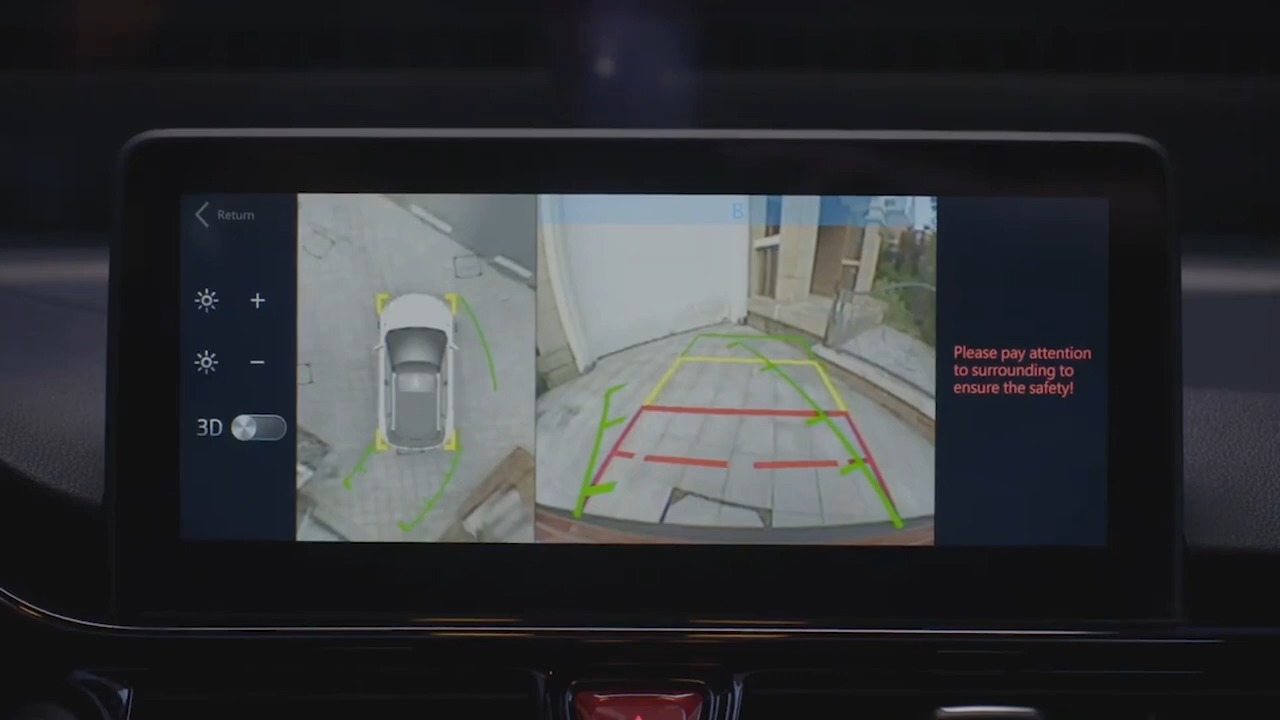 Return
+
−
3D
B
Please pay attention
to surrounding to
ensure the safety!